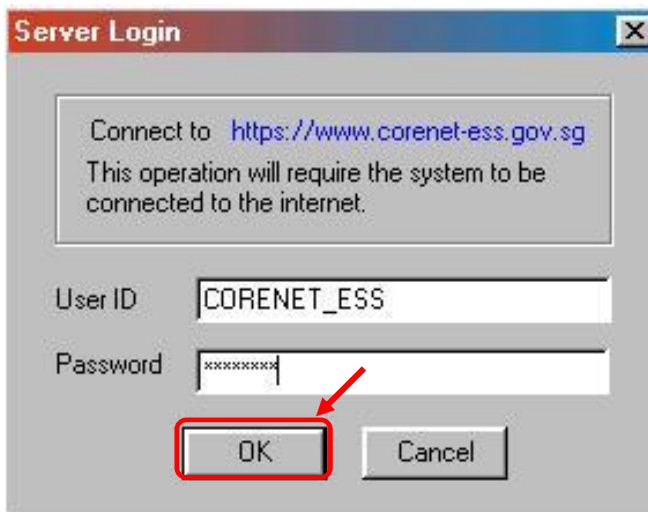 Server Login
Connect to https://www.corenet-ess.gov.sg
This operation will require the system to be
connected to the internet.
User ID CORENET_ESS
Password ********
OK Cancel